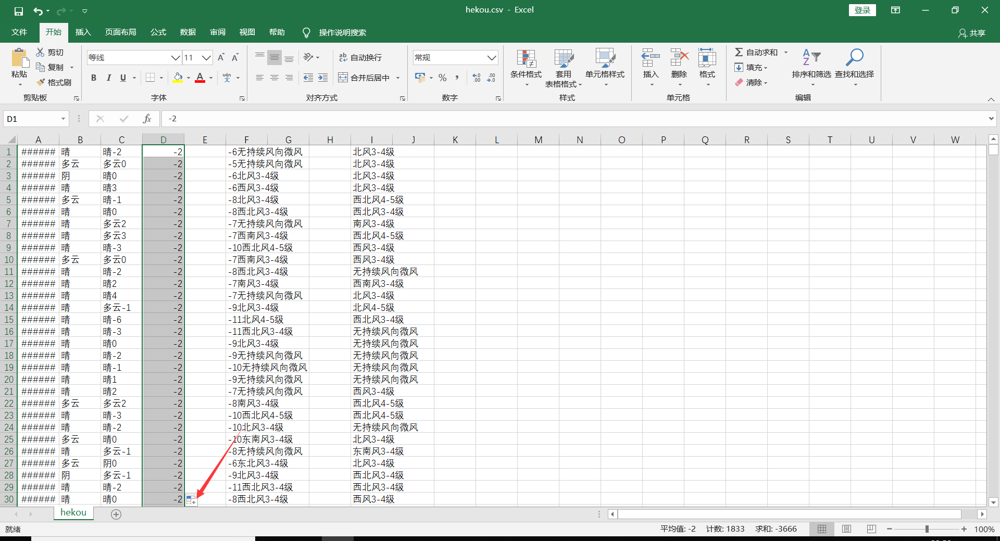 hekou.csv - Excel
登录
文件 开始 插入 页面布局 公式 数据 审阅 视图 帮助 操作说明搜索 共享
粘贴 剪切 复制 格式刷 剪贴板
等线 11 A A
B I U A wén 文 字体
ab 自动换行
合并后居中
对齐方式
常规
% , 数字
条件格式 套用表格格式 单元格样式 样式
插入 删除 格式 单元格
自动求和 填充 清除 排序和筛选 查找和选择 编辑
D1 fx -2
A B C D E F G H I J K L M N O P Q R S T U V W
1 ###### 晴 晴-2 -2 -6无持续风向微风 北风3-4级
2 ###### 多云 多云0 -2 -5无持续风向微风 北风3-4级
3 ###### 阴 晴0 -2 -6北风3-4级 北风3-4级
4 ###### 晴 晴3 -2 -6西风3-4级 北风3-4级
5 ###### 多云 晴-1 -2 -8北风3-4级 西北风4-5级
6 ###### 晴 晴0 -2 -8西北风3-4级 西北风3-4级
7 ###### 晴 多云2 -2 -7无持续风向微风 南风3-4级
8 ###### 晴 多云3 -2 -7西南风3-4级 西北风4-5级
9 ###### 晴 晴-3 -2 -10西北风4-5级 西风3-4级
10 ###### 多云 多云0 -2 -7西南风3-4级 西风3-4级
11 ###### 晴 晴-2 -2 -8西北风3-4级 无持续风向微风
12 ###### 晴 晴2 -2 -7南风3-4级 西南风3-4级
13 ###### 晴 晴4 -2 -7无持续风向微风 北风3-4级
14 ###### 晴 多云-1 -2 -9北风3-4级 北风4-5级
15 ###### 晴 晴-6 -2 -11北风4-5级 西北风3-4级
16 ###### 晴 晴-3 -2 -11西北风3-4级 无持续风向微风
17 ###### 晴 晴0 -2 -9北风3-4级 无持续风向微风
18 ###### 晴 晴-2 -2 -9无持续风向微风 无持续风向微风
19 ###### 晴 晴-1 -2 -10无持续风向微风 无持续风向微风
20 ###### 晴 晴1 -2 -9无持续风向微风 无持续风向微风
21 ###### 晴 晴2 -2 -7无持续风向微风 西风3-4级
22 ###### 多云 多云2 -2 -8南风3-4级 西北风4-5级
23 ###### 晴 晴-3 -2 -10西北风4-5级 西北风4-5级
24 ###### 晴 晴-2 -2 -10北风3-4级 无持续风向微风
25 ###### 多云 晴0 -2 -10东南风3-4级 北风3-4级
26 ###### 晴 多云-1 -2 -8无持续风向微风 东南风3-4级
27 ###### 多云 阴0 -2 -6东北风3-4级 北风3-4级
28 ###### 阴 多云-1 -2 -9北风3-4级 西北风3-4级
29 ###### 晴 晴-2 -2 -11西北风3-4级 西北风3-4级
30 ###### 晴 晴0 -2 -8西北风3-4级 西风3-4级
hekou
就绪 平均值: -2 计数: 1833 求和: -3666 100%